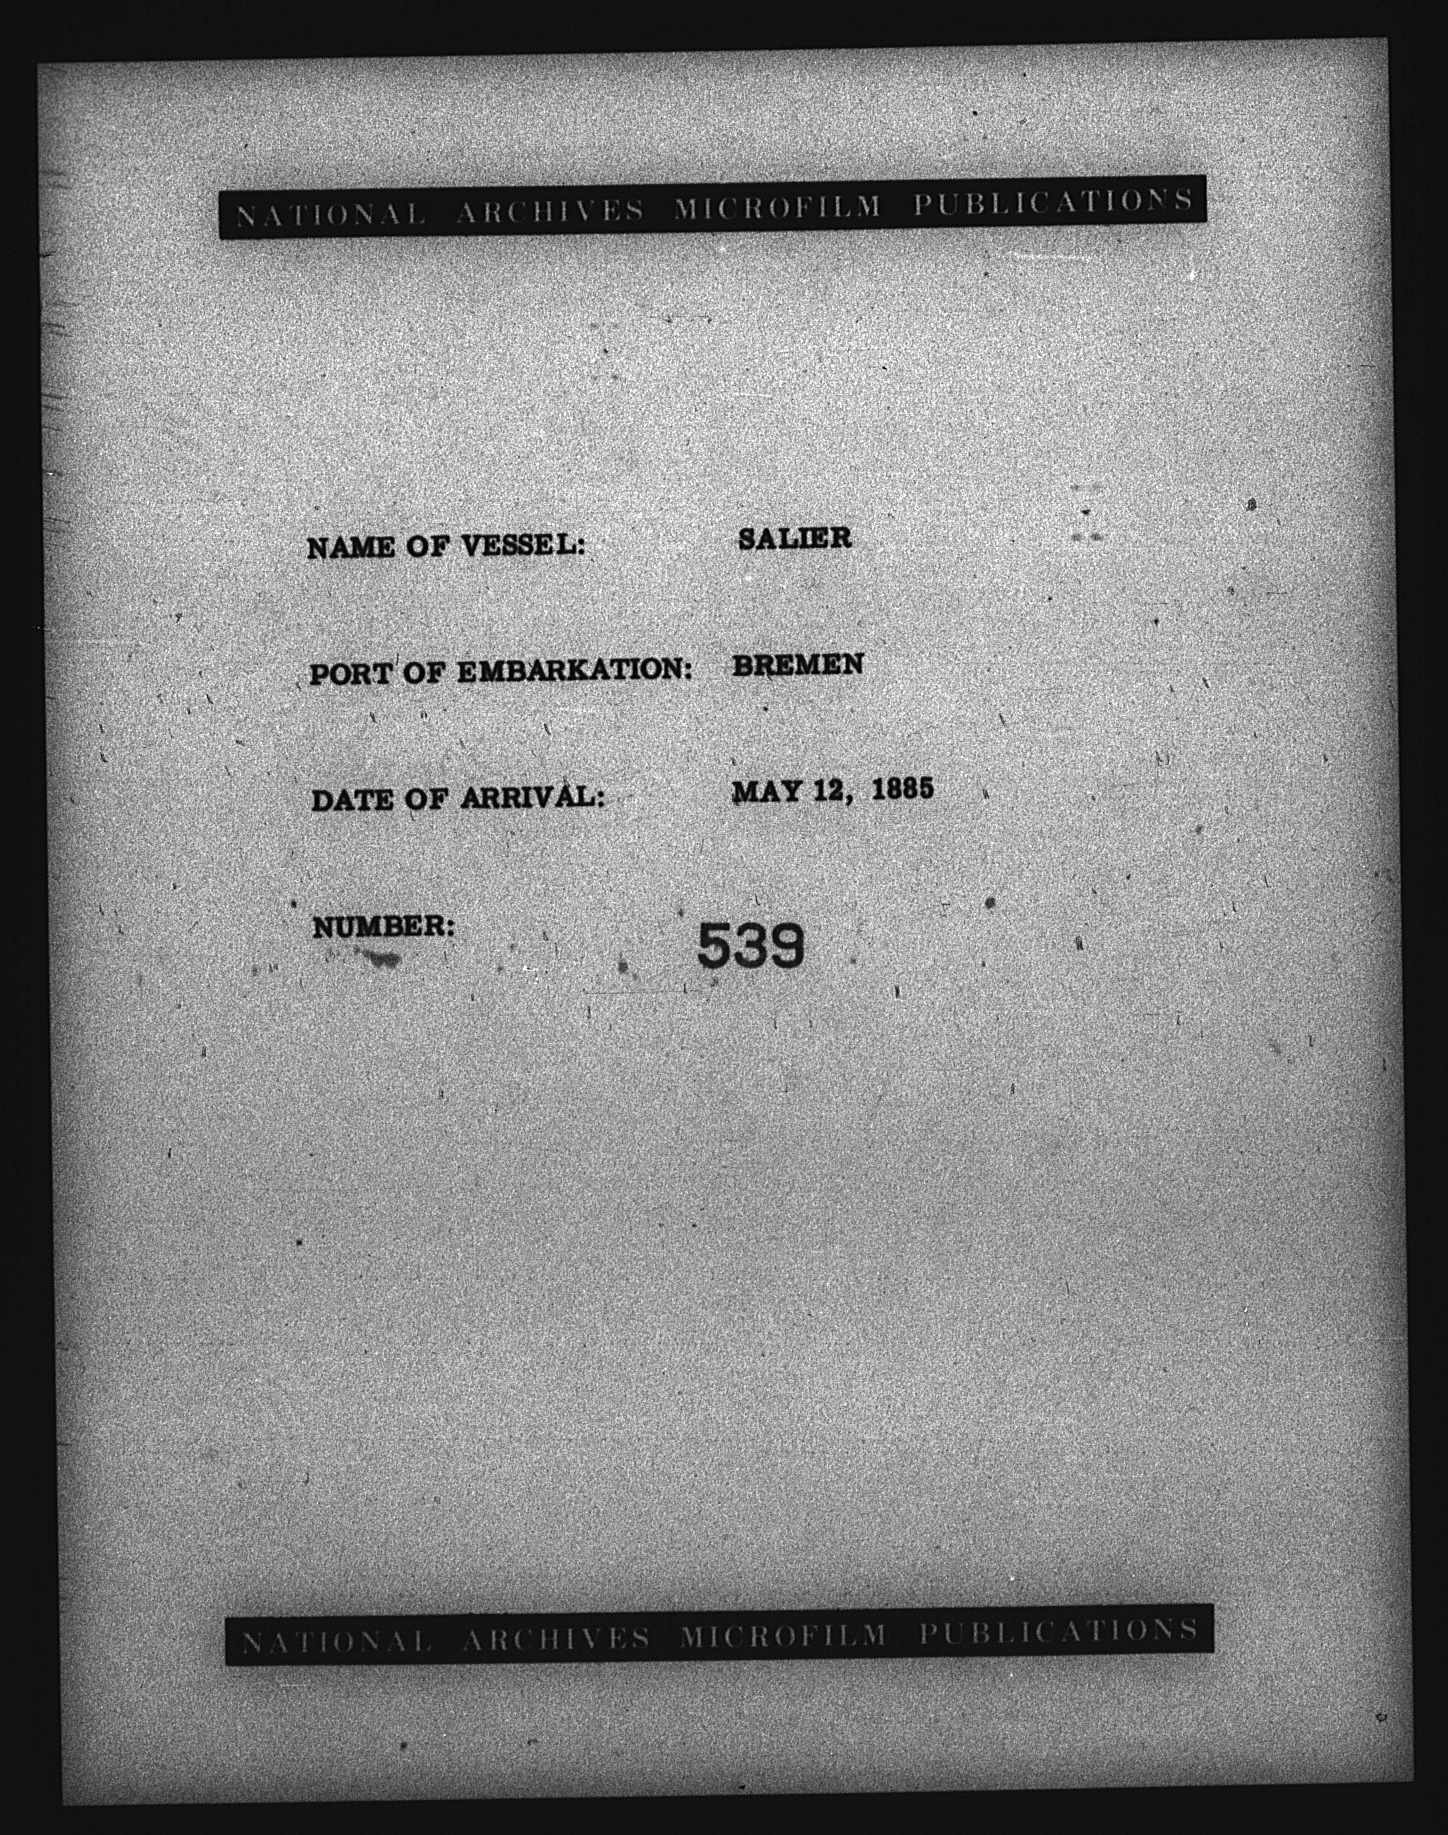 NATIONAL ARCHIVES MICROFILM PUBLICATIONS
NAME OF VESSEL: SALIER
PORT OF EMBARKATION: BREMEN
DATE OF ARRIVAL: MAY 12, 1885
NUMBER: 539
NATIONAL ARCHIVES MICROFILM PUBLICATIONS